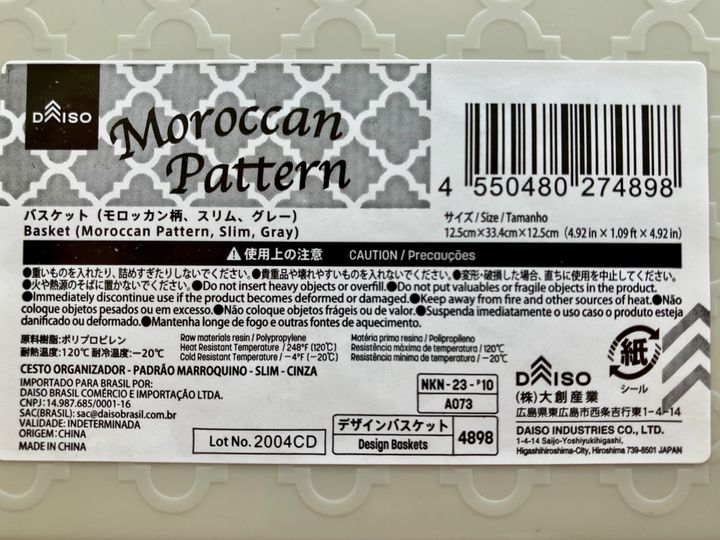 DAISO
Moroccan
Pattern
4 550480 274898
バスケット（モロッカン柄、スリム、グレー）
Basket (Moroccan Pattern, Slim, Gray)
サイズ / Size / Tamanho
12.5cm×33.4cm×12.5cm (4.92 in × 1.09 ft × 4.92 in)
使用上の注意 CAUTION / Precauções
●重いものを入れたり、詰めすぎたりしないでください。●貴重品や壊れやすいものを入れないでください。●変形・破損した場合、直ちに使用を中止してください。
●火や熱源のそばに置かないでください。●Do not insert heavy objects or overfill.●Do not put valuables or fragile objects in the product.
●Immediately discontinue use if the product becomes deformed or damaged.●Keep away from fire and other sources of heat.●Não
coloque objetos pesados ou em excesso.●Não coloque objetos frágeis ou de valor.●Suspenda imediatamente o uso caso o produto esteja
danificado ou deformado.●Mantenha longe de fogo e outras fontes de aquecimento.
原料樹脂:ポリプロピレン
耐熱温度:120℃ 耐冷温度:−20℃
Raw materials resin / Polypropylene
Heat Resistant Temperature / 248°F (120℃)
Cold Resistant Temperature / −4°F (−20℃)
Matéria prima resina / Polipropileno
Resistência máxima de temperatura / 120℃
Resistência mínima de temperatura / −20℃
CESTO ORGANIZADOR - PADRÃO MARROQUINO - SLIM - CINZA
IMPORTADO PARA BRASIL POR:
DAISO BRASIL COMÉRCIO E IMPORTAÇÃO LTDA.
CNPJ: 14.987.685/0001-16
SAC(BRASIL): sac@daisobrasil.com.br
VALIDADE: INDETERMINADA
ORIGEM: CHINA
MADE IN CHINA
Lot No. 2004CD
NKN-23-°10
A073
デザインバスケット
Design Baskets
4898
紙
シール
DAISO
(株)大創産業
広島県東広島市西条吉行東1-4-14
DAISO INDUSTRIES CO., LTD.
1-4-14 Saijo-Yoshiyukihigashi,
Higashihiroshima-City, Hiroshima 739-8501 JAPAN